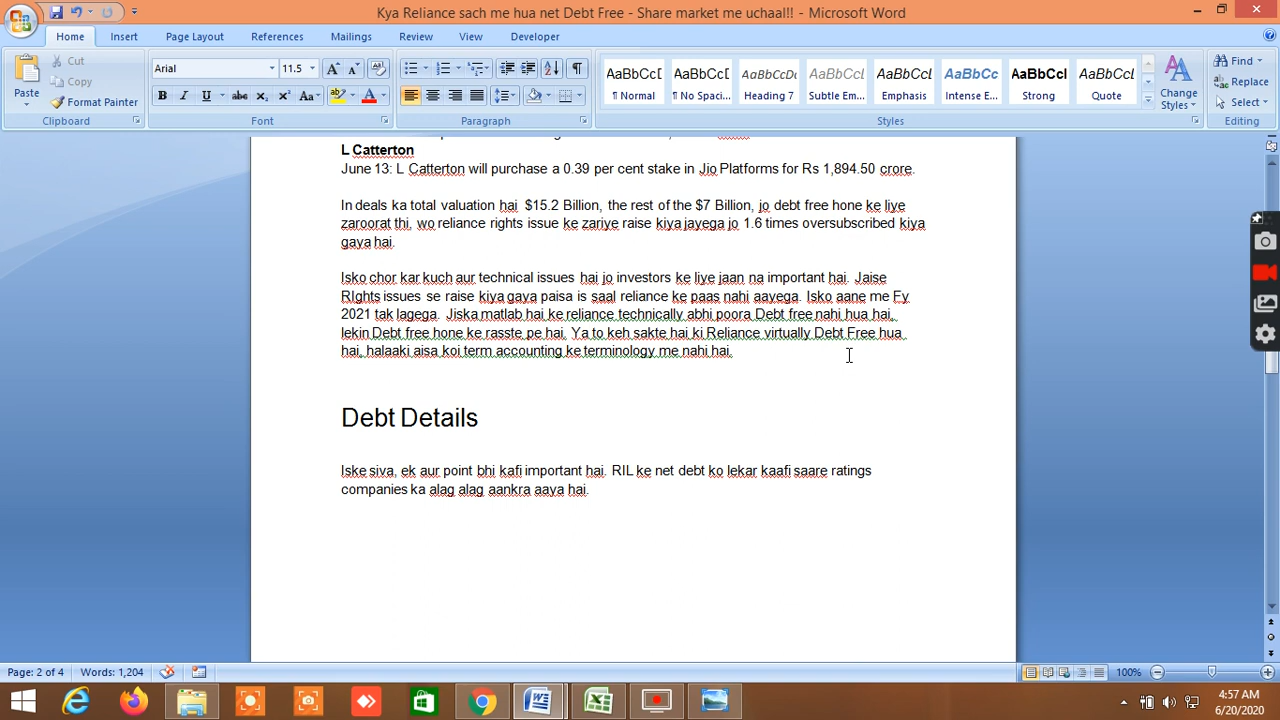 Kya Reliance sach me hua net Debt Free - Share market me uchaal!! - Microsoft Word
Home Insert Page Layout References Mailings Review View Developer
Paste
Cut
Copy
Format Painter
Clipboard
Arial 11.5
Font
Paragraph
AaBbCcD AaBbCcD AaBbCcDc AaBbCcL AaBbCcL AaBbCc AaBbCcl AaBbCcL
¶ Normal ¶ No Spaci... Heading 7 Subtle Em... Emphasis Intense E... Strong Quote
Change Styles
Styles
Find
Replace
Select
Editing
L Catterton
June 13: L Catterton will purchase a 0.39 per cent stake in Jio Platforms for Rs 1,894.50 crore.
In deals ka total valuation hai $15.2 Billion, the rest of the $7 Billion, jo debt free hone ke liye
zaroorat thi, wo reliance rights issue ke zariye raise kiya jayega jo 1.6 times oversubscribed kiya
gaya hai.
Isko chor kar kuch aur technical issues hai jo investors ke liye jaan na important hai. Jaise
RIghts issues se raise kiya gaya paisa is saal reliance ke paas nahi aayega. Isko aane me Fy
2021 tak lagega. Jiska matlab hai ke reliance technically abhi poora Debt free nahi hua hai,
lekin Debt free hone ke rasste pe hai. Ya to keh sakte hai ki Reliance virtually Debt Free hua
hai, halaaki aisa koi term accounting ke terminology me nahi hai.
Debt Details
Iske siva, ek aur point bhi kafi important hai. RIL ke net debt ko lekar kaafi saare ratings
companies ka alag alag aankra aaya hai.
Page: 2 of 4 Words: 1,204 100%
4:57 AM
6/20/2020